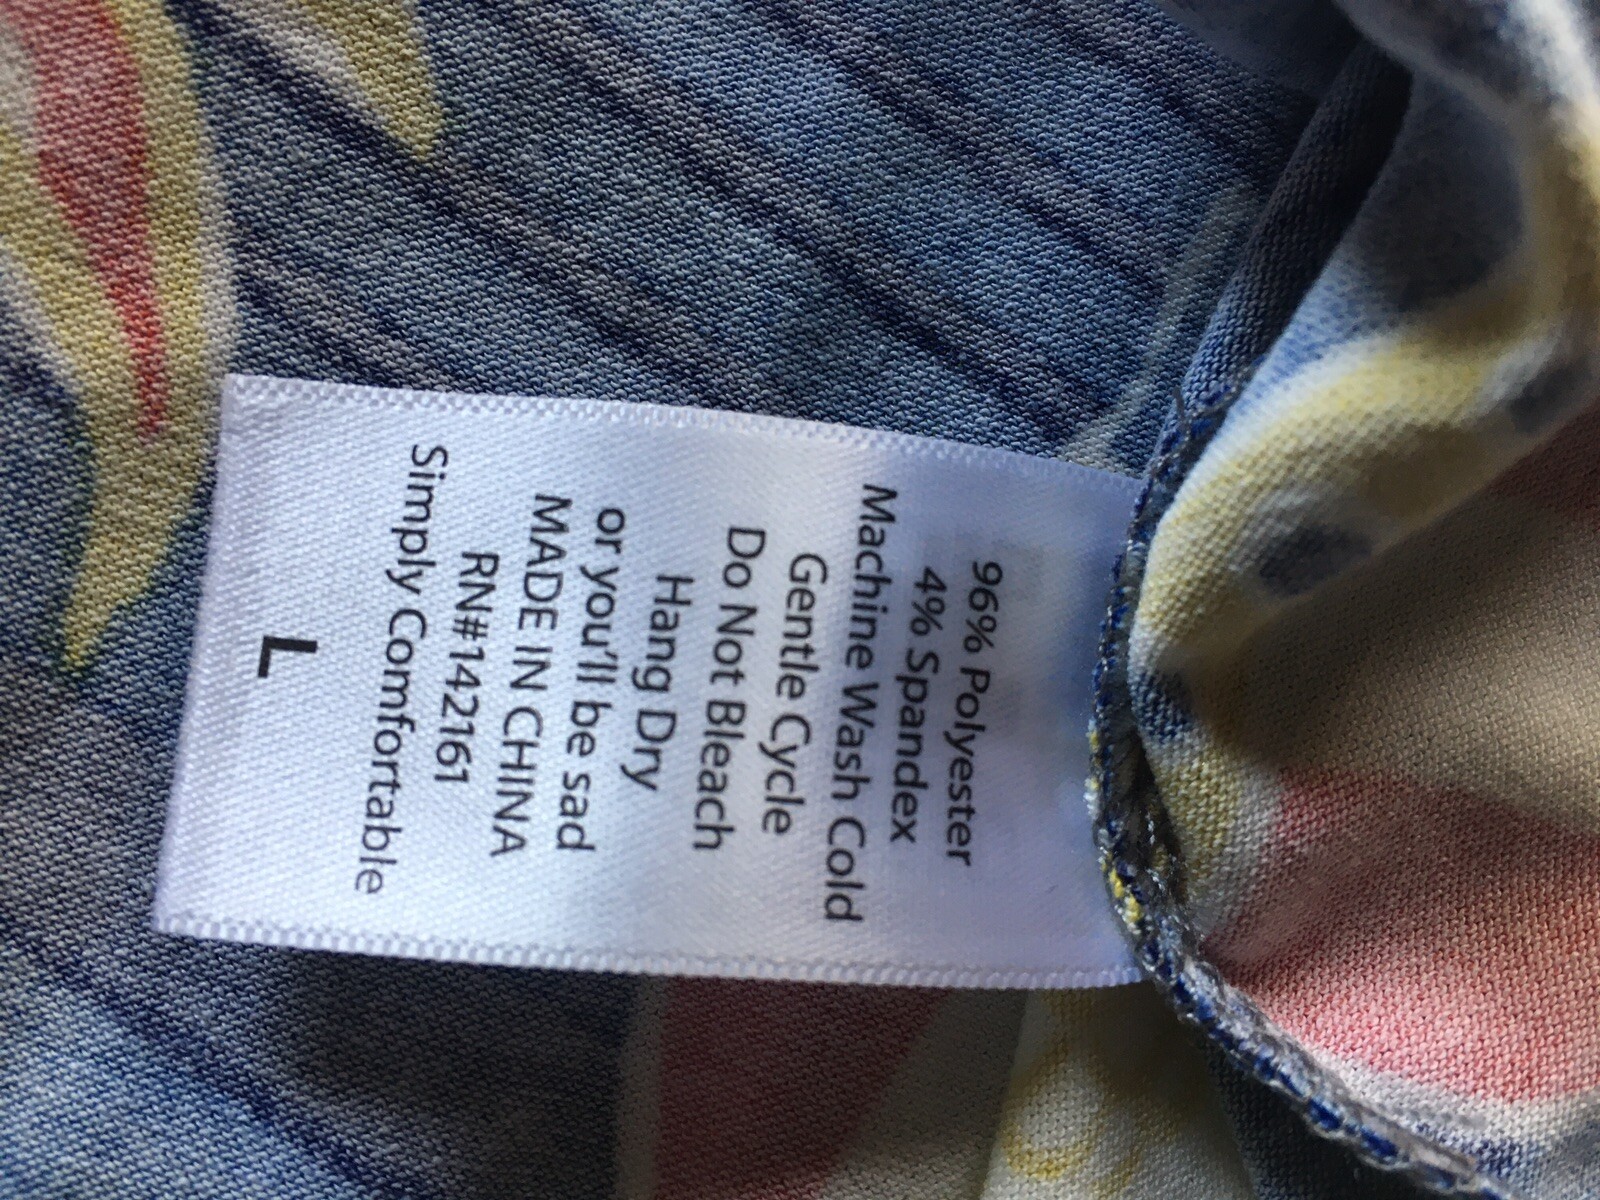 96% Polyester
4% Spandex
Machine Wash Cold
Gentle Cycle
Do Not Bleach
Hang Dry
or you'll be sad
MADE IN CHINA
RN#142161
Simply Comfortable
L